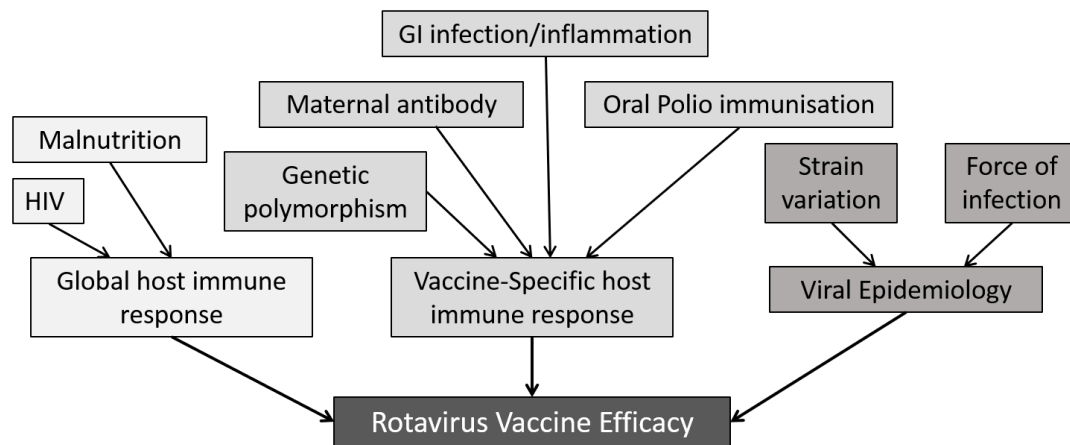 GI infection/inflammation
Maternal antibody
Oral Polio immunisation
Malnutrition
Genetic
polymorphism
Strain
variation
Force of
infection
HIV
Global host immune
response
Vaccine-Specific host
immune response
Viral Epidemiology
Rotavirus Vaccine Efficacy